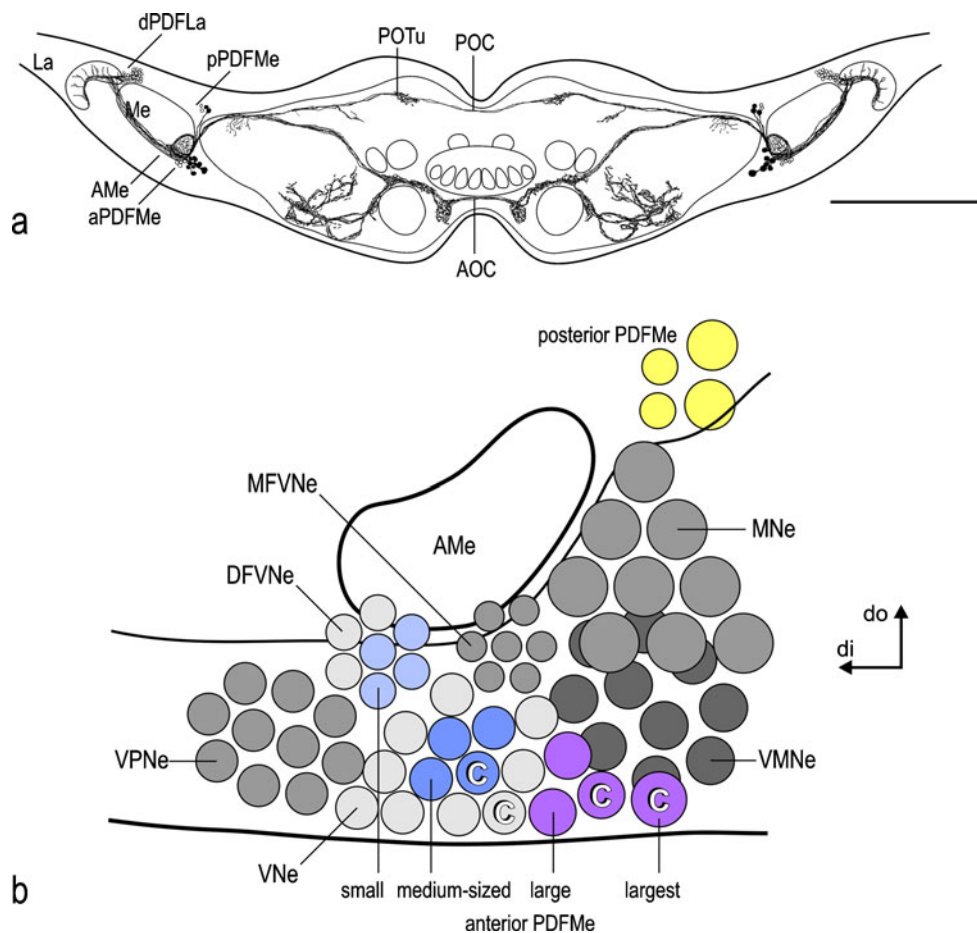 dPDFLa
POTu
POC
La
pPDFMe
Me
AMe
aPDFMe
a
AOC
posterior PDFMe
MFVNe
AMe
MNe
DFVNe
do
di
VPNe
C
VMNe
C
C
C
VNe
small
medium-sized
large
largest
b
anterior PDFMe